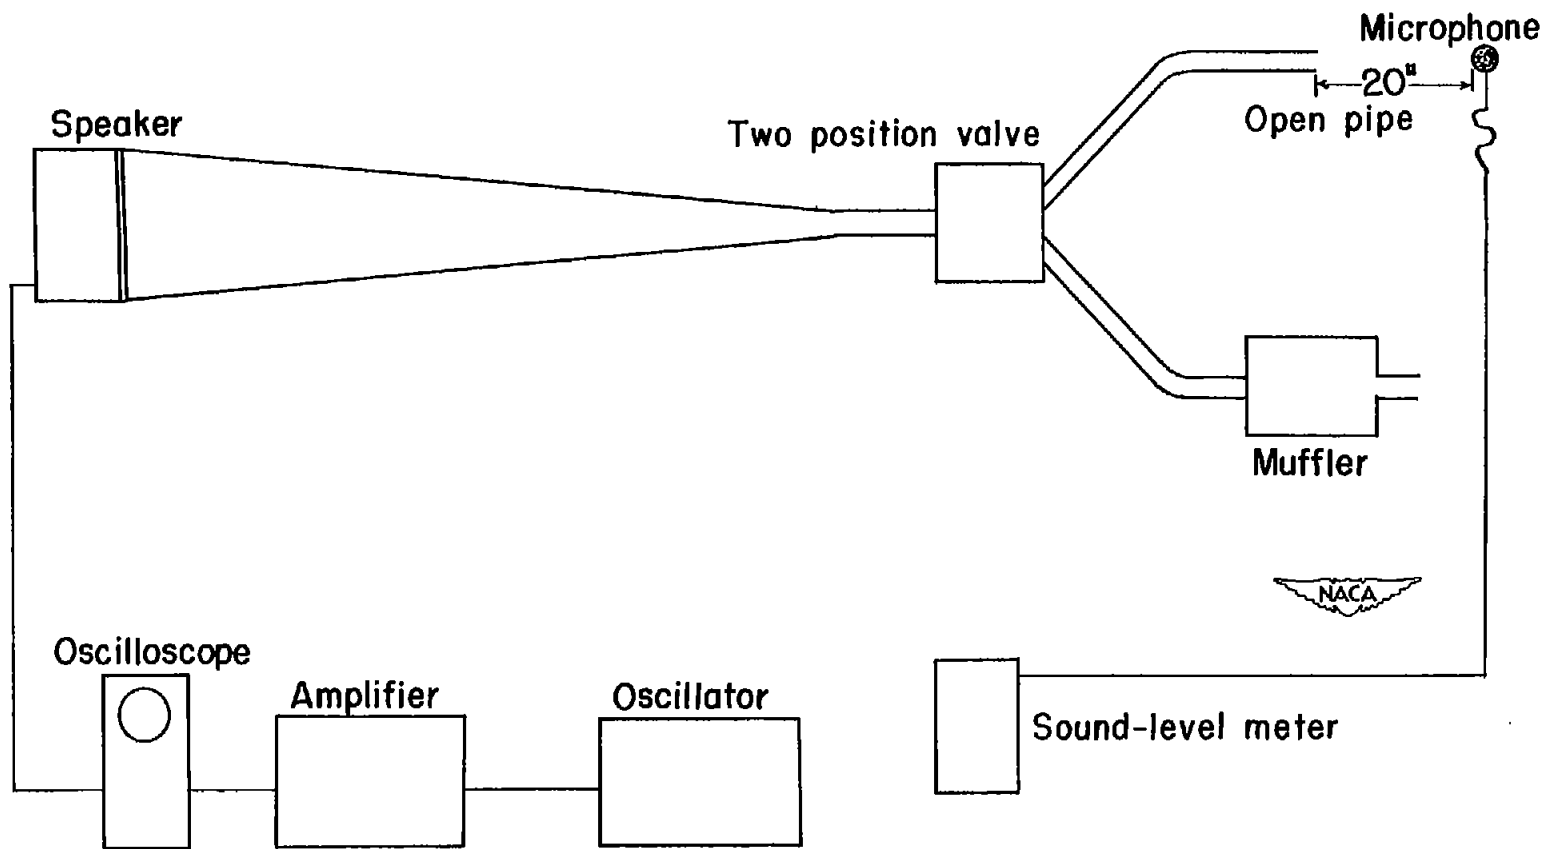 Microphone
20"
Speaker
Open pipe
Two position valve
Muffler
NACA
Oscilloscope
Amplifier
Oscillator
Sound-level meter